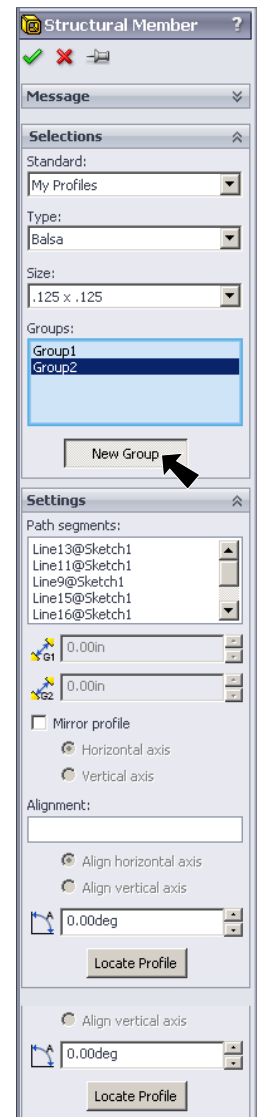 Structural Member ?
Message
Selections
Standard:
My Profiles
Type:
Balsa
Size:
.125 x .125
Groups:
Group1
Group2
New Group
Settings
Path segments:
Line13@Sketch1
Line11@Sketch1
Line9@Sketch1
Line15@Sketch1
Line16@Sketch1
G1 0.00in
G2 0.00in
Mirror profile
Horizontal axis
Vertical axis
Alignment:
Align horizontal axis
Align vertical axis
A 0.00deg
Locate Profile
Align vertical axis
A 0.00deg
Locate Profile